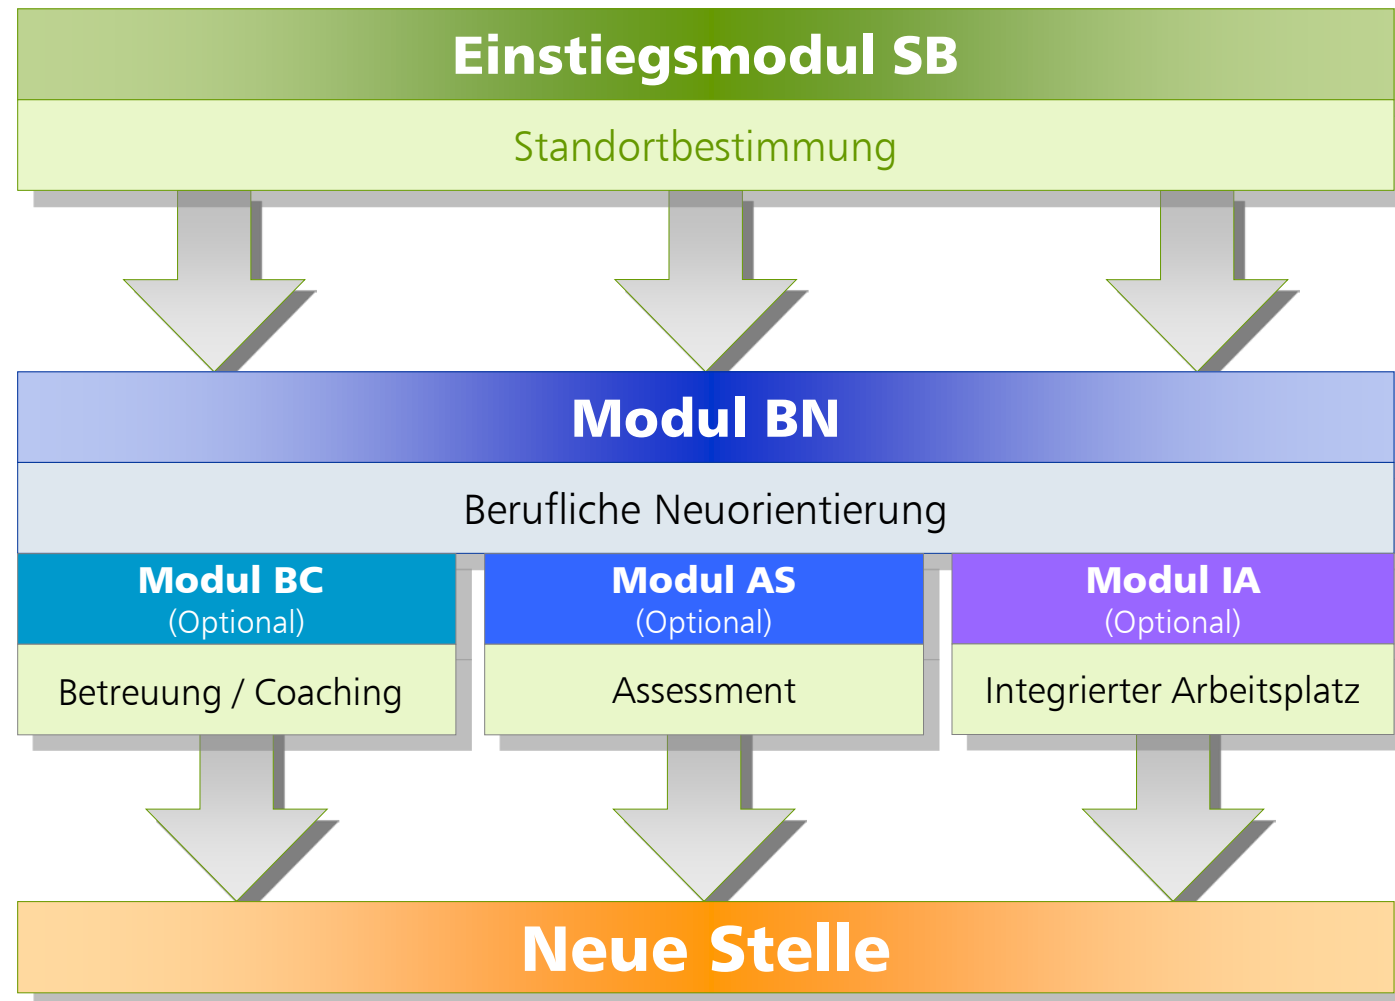 Einstiegsmodul SB
Standortbestimmung
Modul BN
Berufliche Neuorientierung
Modul BC
(Optional)
Betreuung / Coaching
Modul AS
(Optional)
Assessment
Modul IA
(Optional)
Integrierter Arbeitsplatz
Neue Stelle